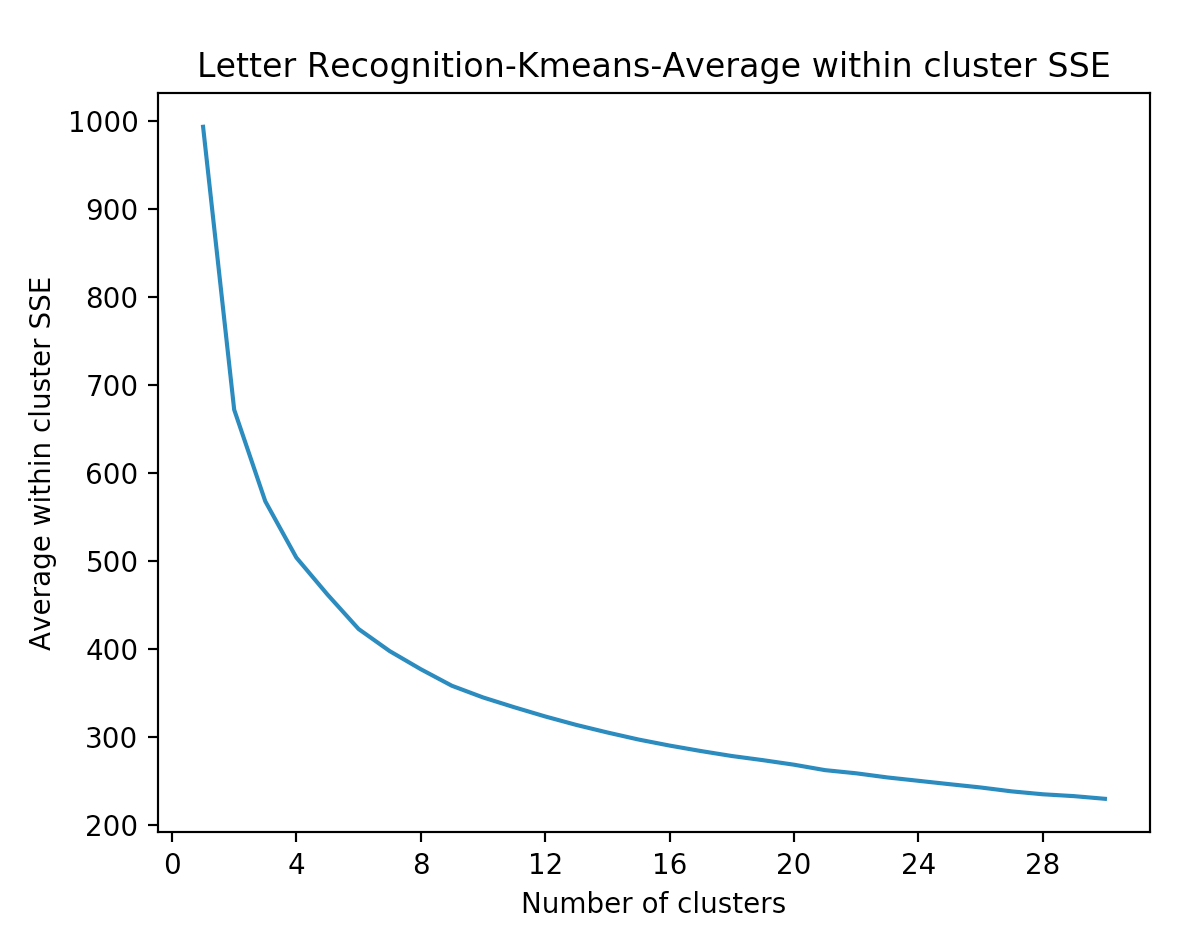 Letter Recognition-Kmeans-Average within cluster SSE
1000
900
800
700
600
500
400
300
200
Average within cluster SSE
0 4 8 12 16 20 24 28
Number of clusters